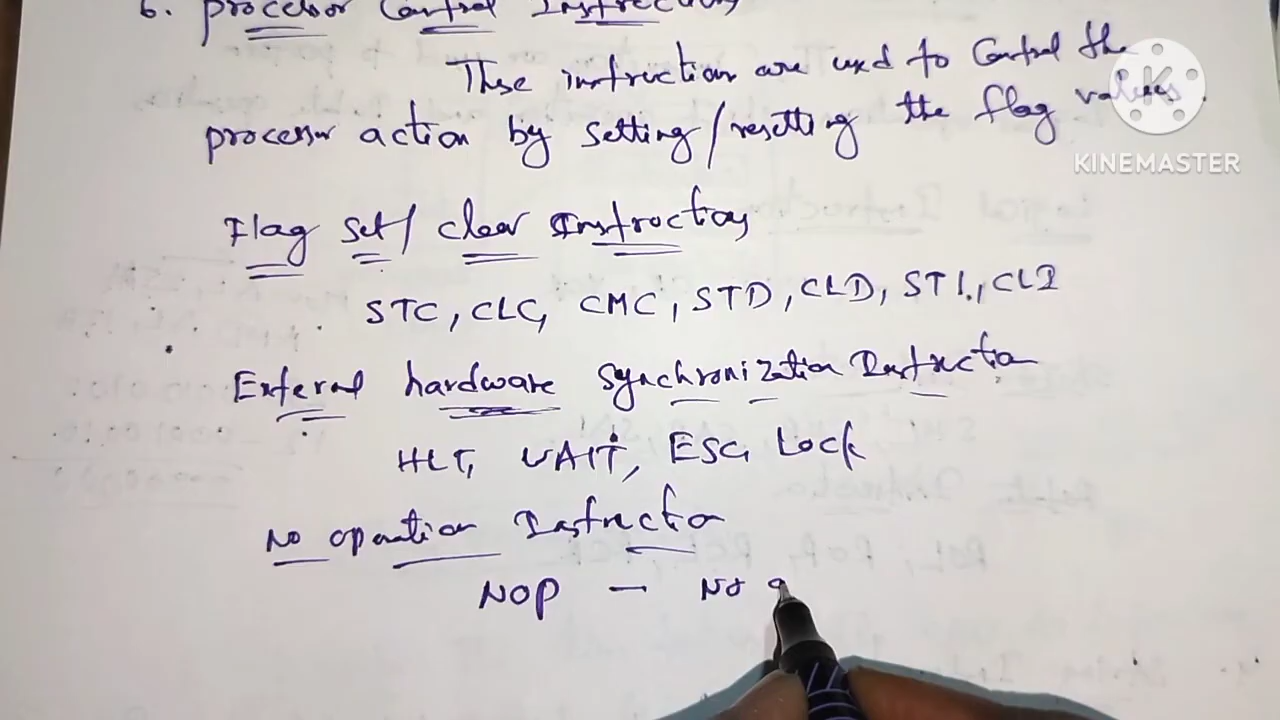 6. Processor Control Instructions
These instruction are used to Control the
processor action by setting/resetting the flag values.
K
KINEMASTER
Flag Set/ clear Instructions
STC, CLC, CMC, STD, CLD, STI, CLI
External hardware Synchronization Instruction
HLT, WAIT, ESC, Lock
No operation Instruction
NOP — No o